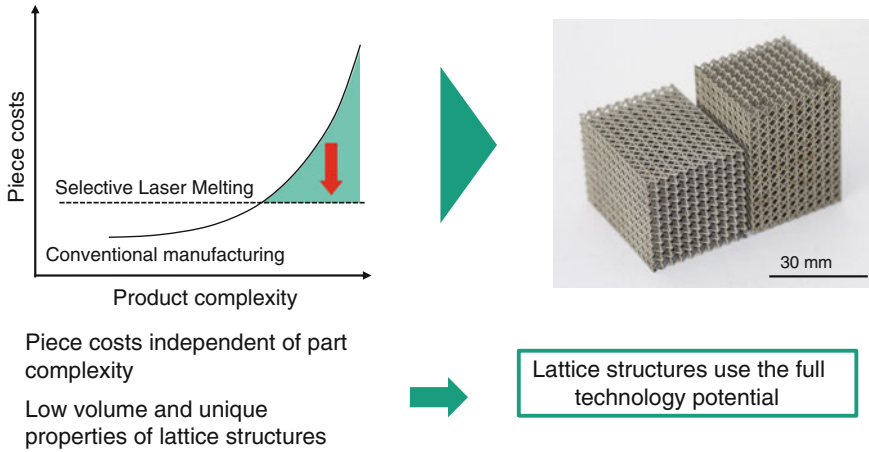 Piece costs
Selective Laser Melting
Conventional manufacturing
Product complexity
30 mm
Piece costs independent of part
complexity
Low volume and unique
properties of lattice structures
Lattice structures use the full
technology potential